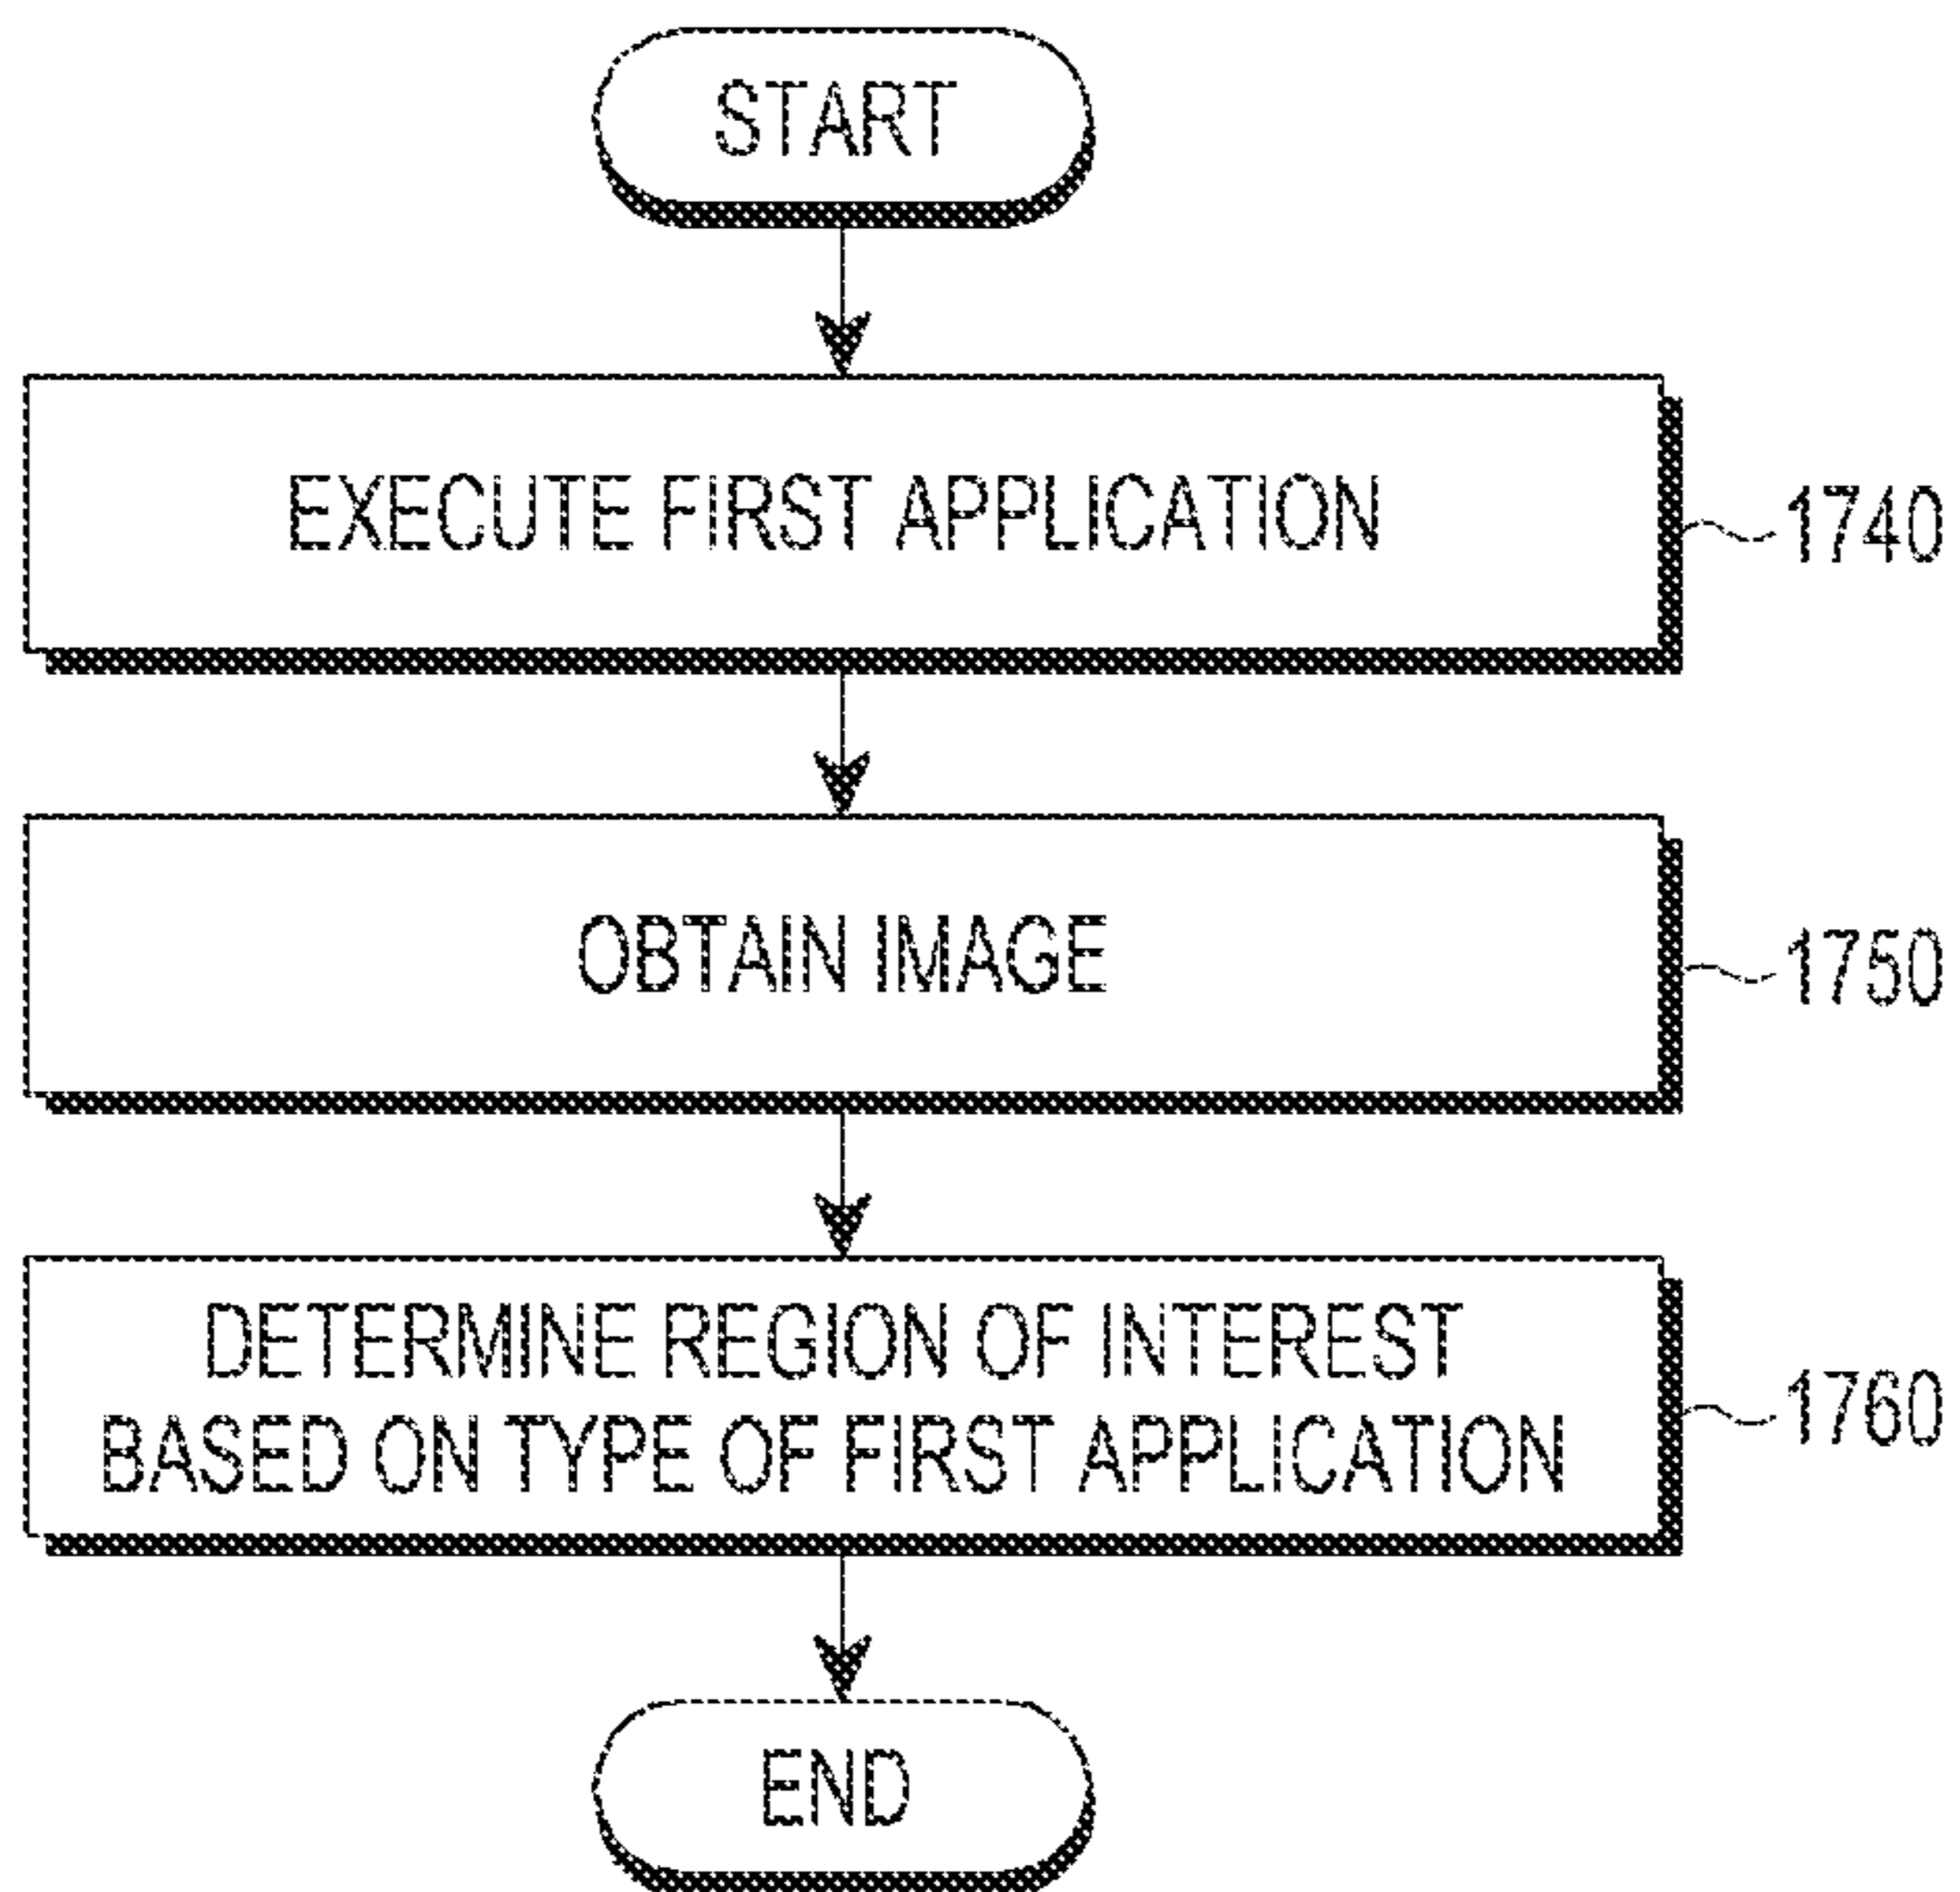 START
EXECUTE FIRST APPLICATION
1740
OBTAIN IMAGE
1750
DETERMINE REGION OF INTEREST
BASED ON TYPE OF FIRST APPLICATION
1760
END